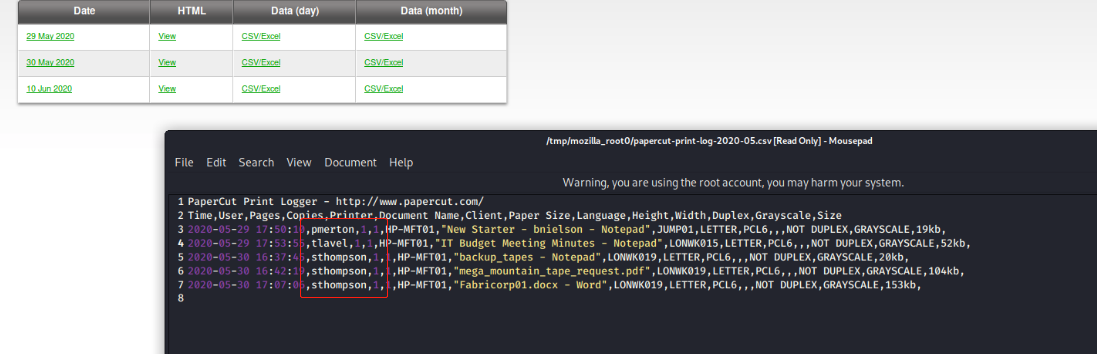 Date HTML Data (day) Data (month)
29 May 2020 View CSV/Excel CSV/Excel
30 May 2020 View CSV/Excel CSV/Excel
10 Jun 2020 View CSV/Excel CSV/Excel
/tmp/mozilla_root0/papercut-print-log-2020-05.csv [Read Only] - Mousepad
File Edit Search View Document Help
Warning, you are using the root account, you may harm your system.
1 PaperCut Print Logger - http://www.papercut.com/
2 Time,User,Pages,Copies,Printer,Document Name,Client,Paper Size,Language,Height,Width,Duplex,Grayscale,Size
3 2020-05-29 17:50:10,pmerton,1,1,HP-MFT01,"New Starter - bnielson - Notepad",JUMP01,LETTER,PCL6,,,NOT DUPLEX,GRAYSCALE,19kb,
4 2020-05-29 17:53:55,tlavel,1,1,HP-MFT01,"IT Budget Meeting Minutes - Notepad",LONWK015,LETTER,PCL6,,,NOT DUPLEX,GRAYSCALE,52kb,
5 2020-05-30 16:37:45,sthompson,1,1,HP-MFT01,"backup_tapes - Notepad",LONWK019,LETTER,PCL6,,,NOT DUPLEX,GRAYSCALE,20kb,
6 2020-05-30 16:42:19,sthompson,1,1,HP-MFT01,"mega_mountain_tape_request.pdf",LONWK019,LETTER,PCL6,,,NOT DUPLEX,GRAYSCALE,104kb,
7 2020-05-30 17:07:06,sthompson,1,1,HP-MFT01,"Fabricorp01.docx - Word",LONWK019,LETTER,PCL6,,,NOT DUPLEX,GRAYSCALE,153kb,
8